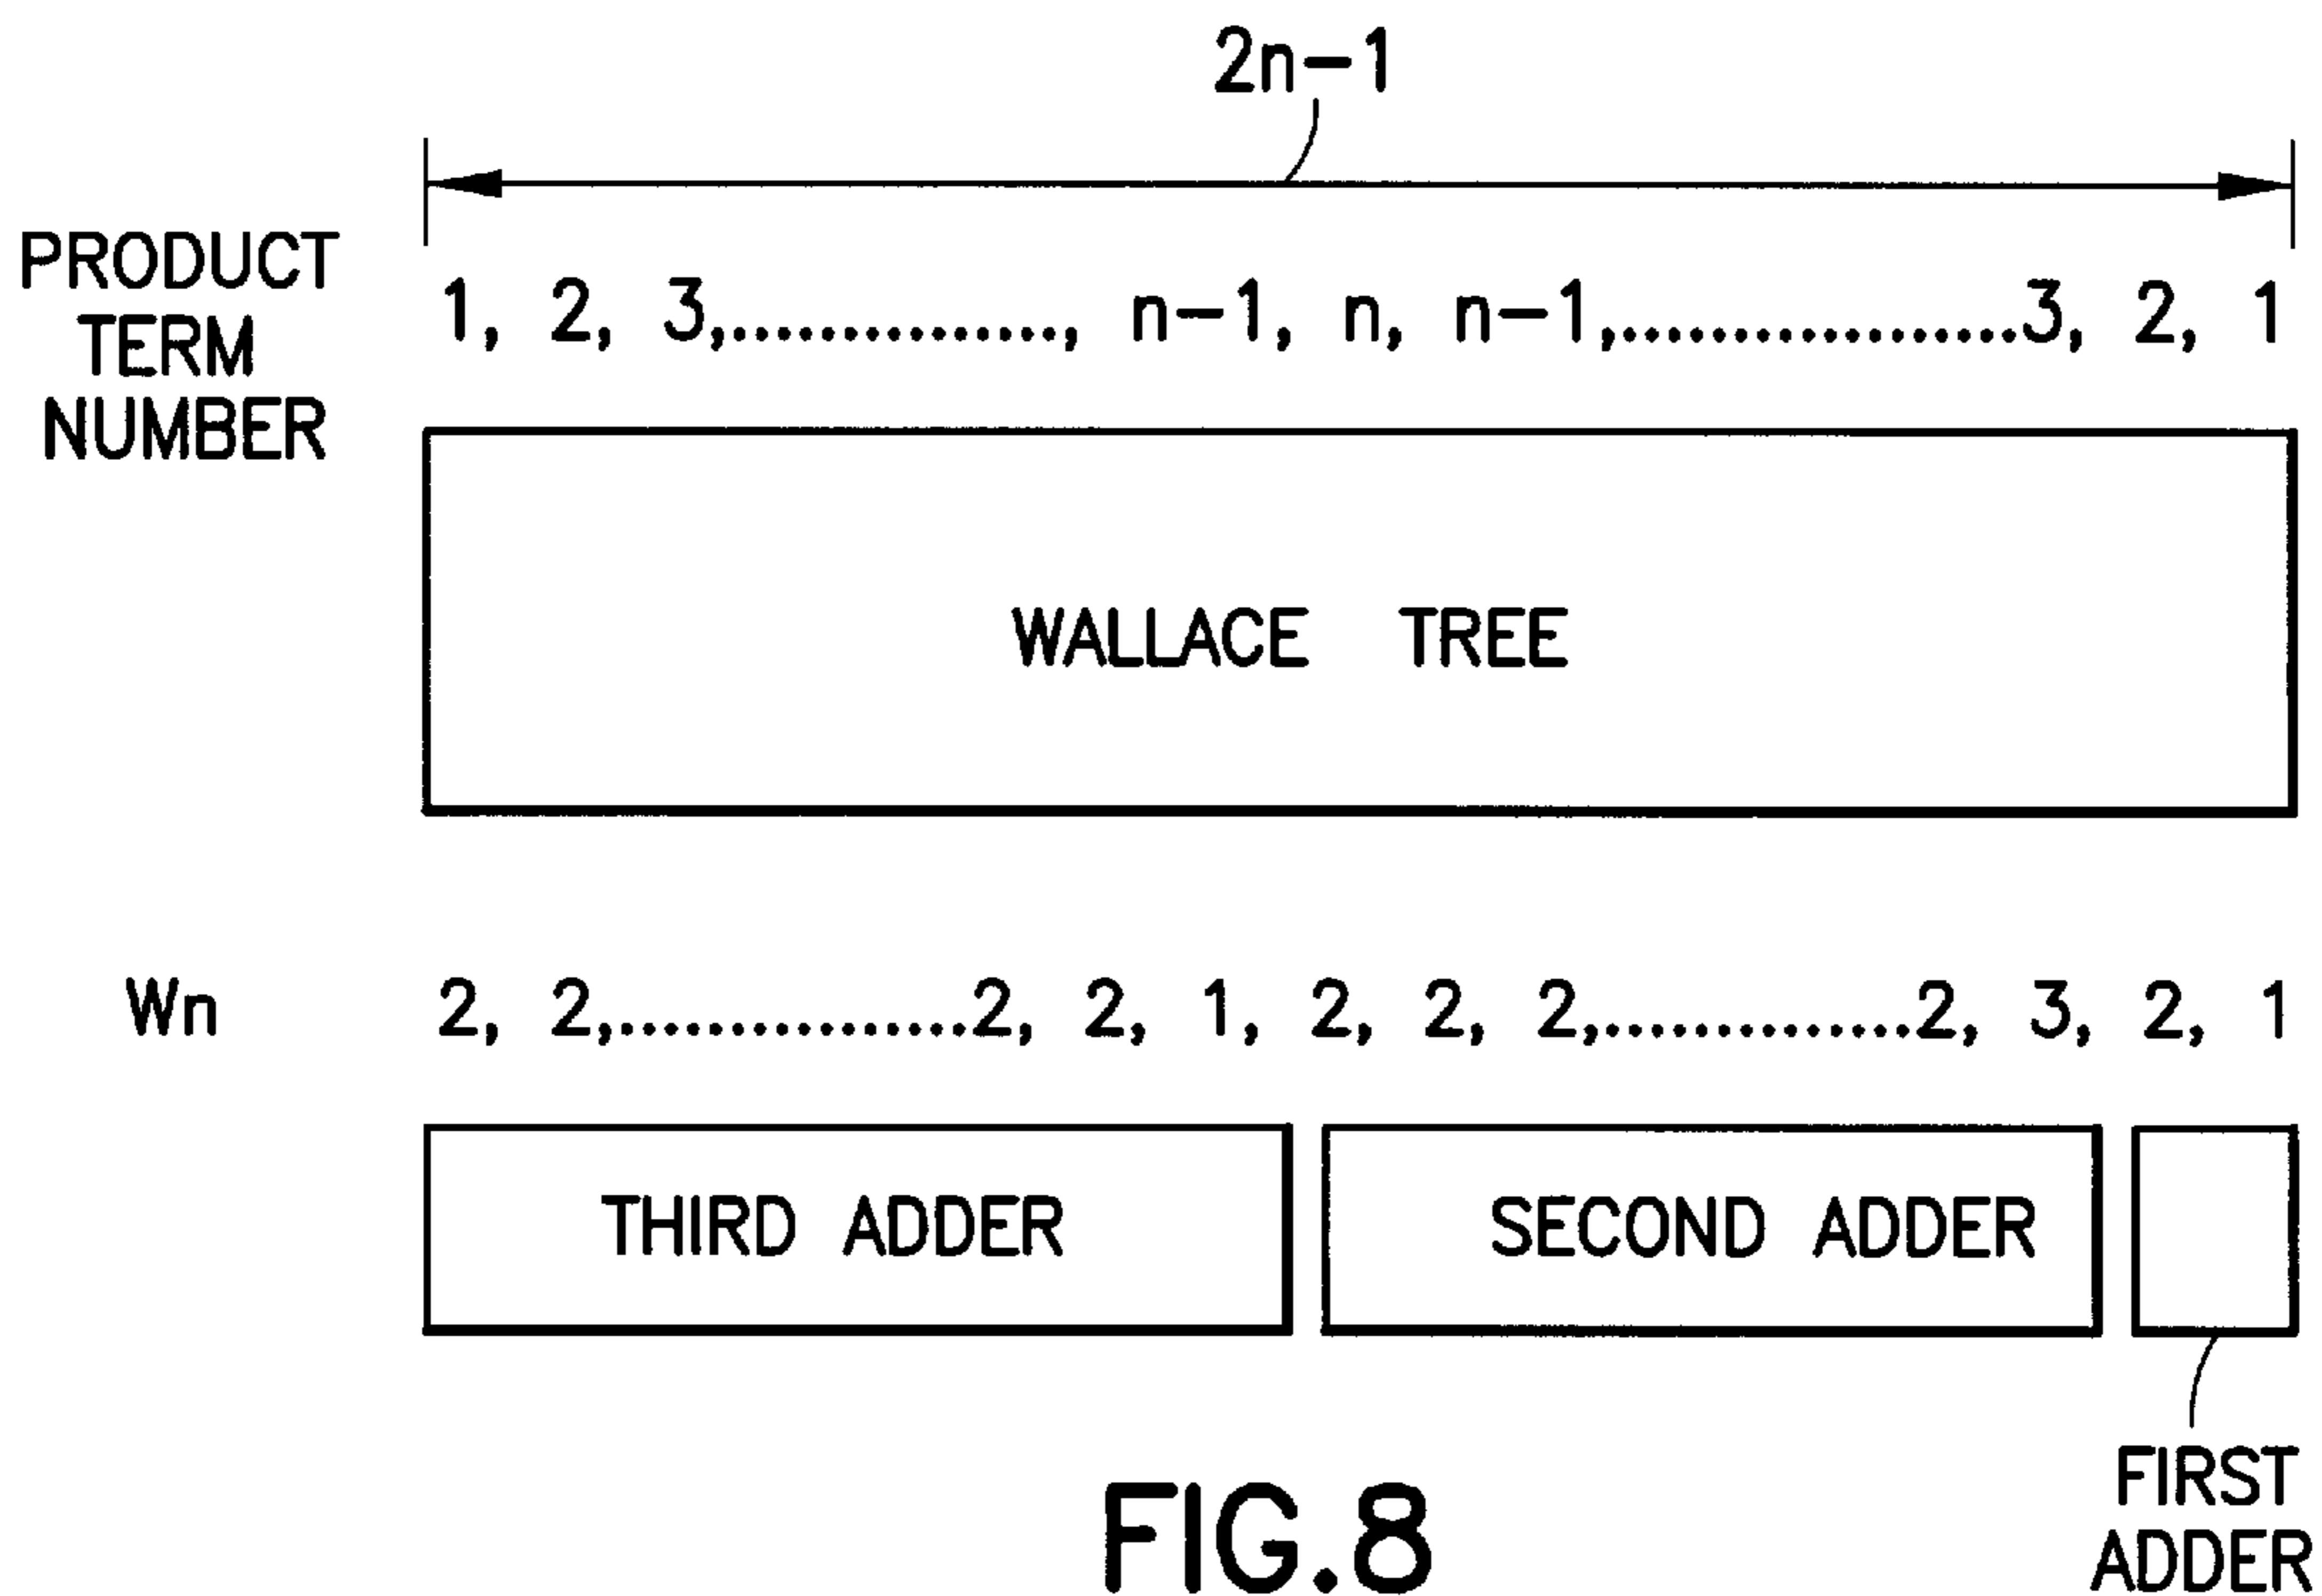 2n-1
PRODUCT
TERM
NUMBER
1, 2, 3,................, n-1, n, n-1,...................3, 2, 1
WALLACE TREE
Wn
2, 2,.................2, 2, 1, 2, 2, 2,...............2, 3, 2, 1
THIRD ADDER
SECOND ADDER
FIRST
ADDER
FIG.8